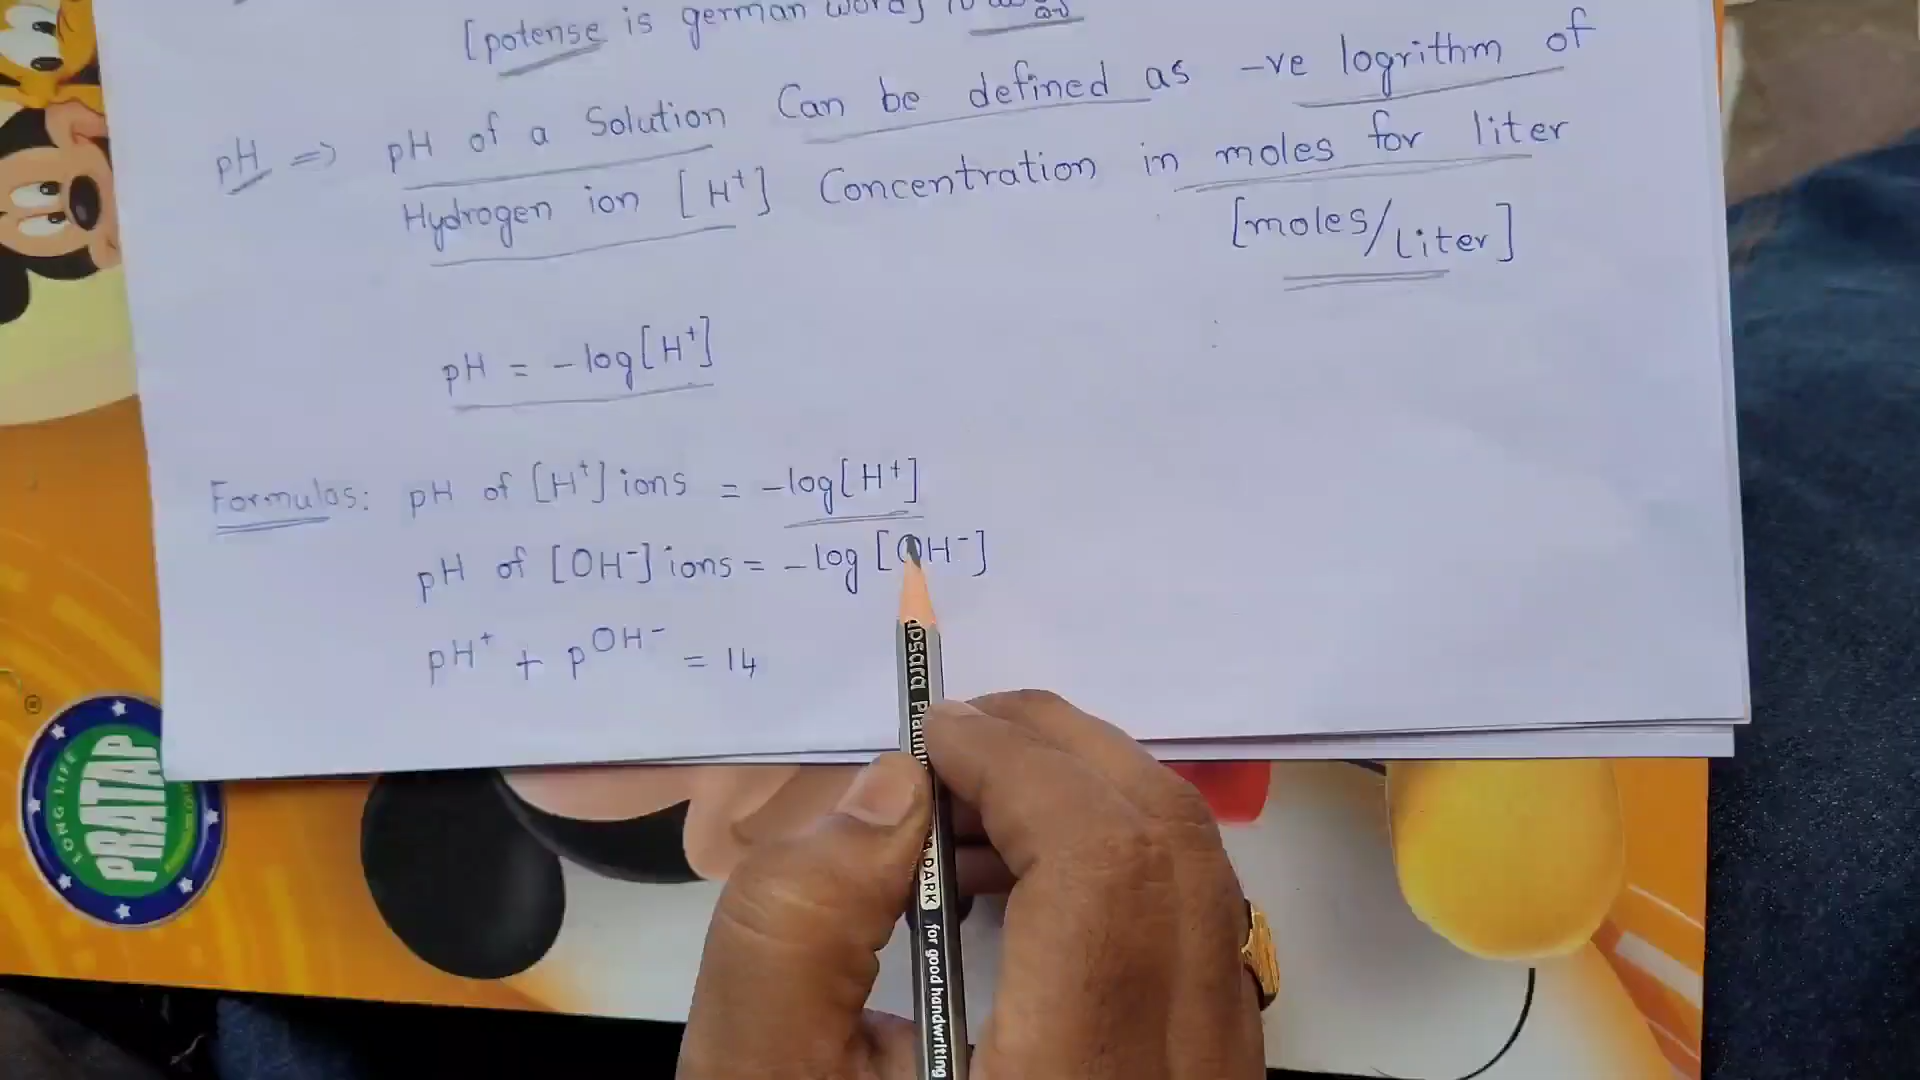 [potense is german word]
pH => pH of a Solution Can be defined as -ve logrithm of
Hydrogen ion [H⁺] Concentration in moles for liter
[moles/Liter]
pH = -log[H⁺]
Formulas: pH of [H⁺] ions = -log[H⁺]
pH of [OH⁻] ions = -log [OH⁻]
pH⁺ + pOH⁻ = 14
LONG LIFE
PRATAP
apsara Platinu
DARK
for good handwriting